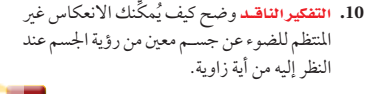 10. التفكير الناقد وضح كيف يُمكِّنك الانعكاس غير
المنتظم للضوء عن جسم معين من رؤية الجسم عند
النظر إليه من أية زاوية.